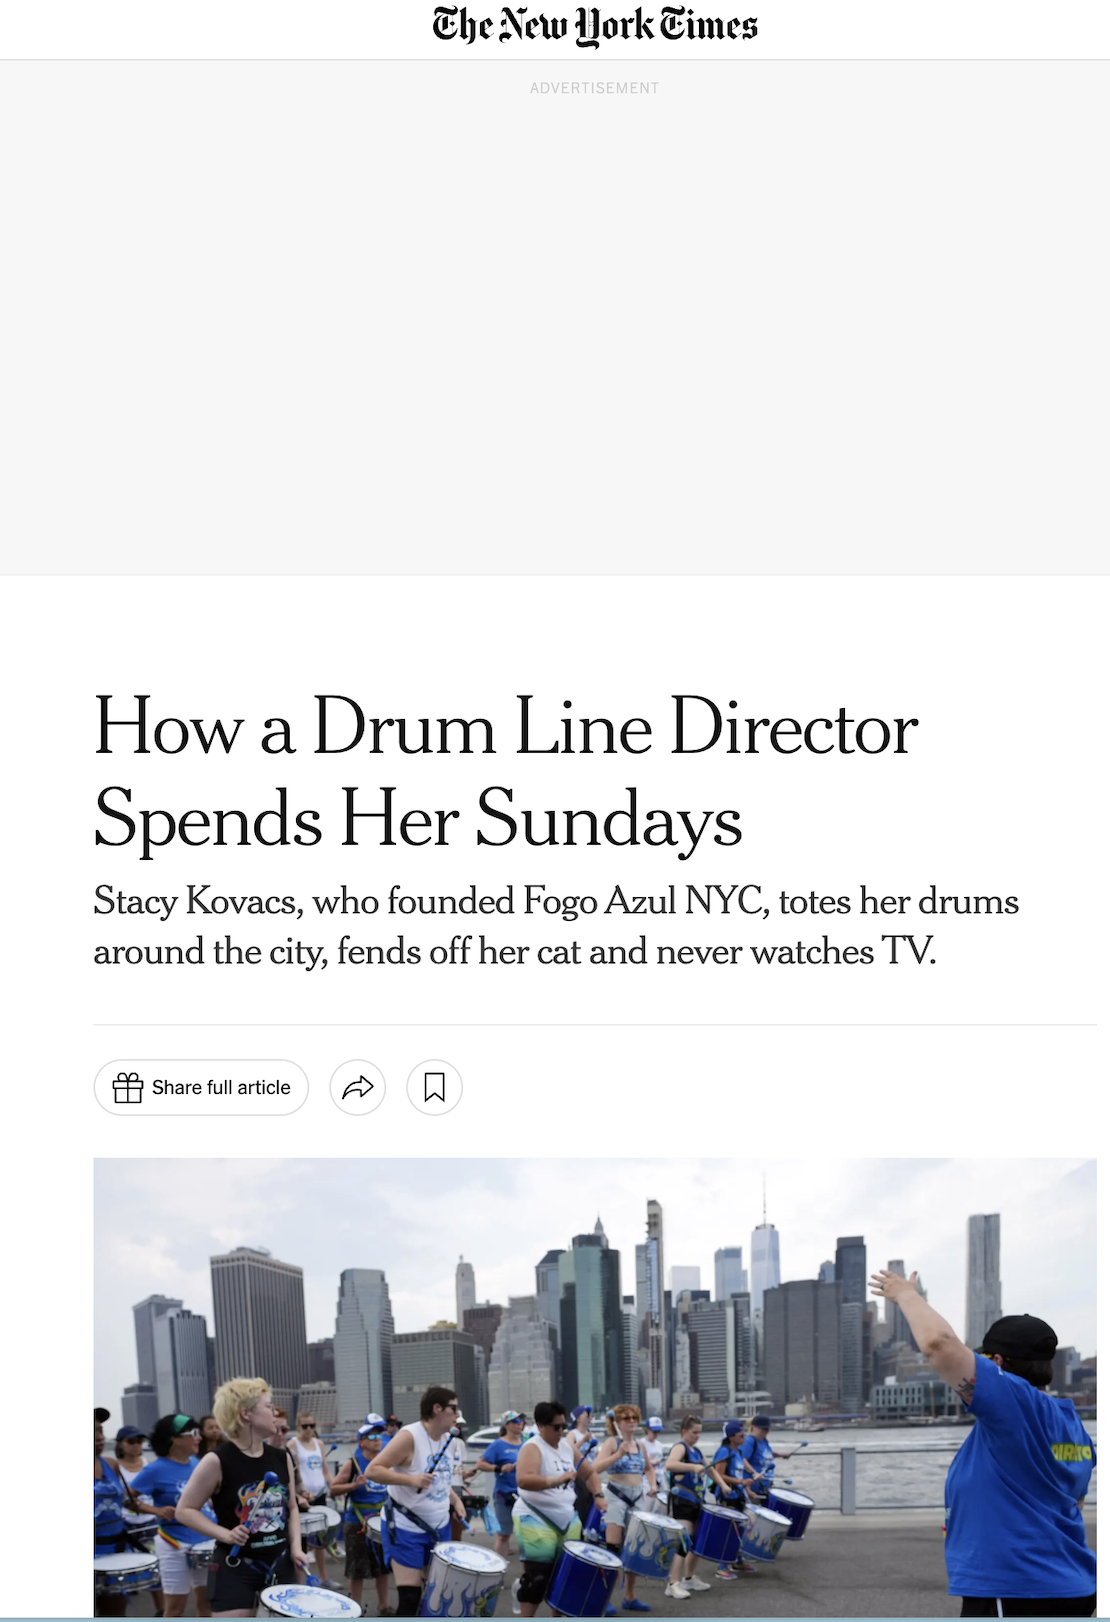 The New York Times
ADVERTISEMENT
How a Drum Line Director
Spends Her Sundays
Stacy Kovacs, who founded Fogo Azul NYC, totes her drums
around the city, fends off her cat and never watches TV.
Share full article